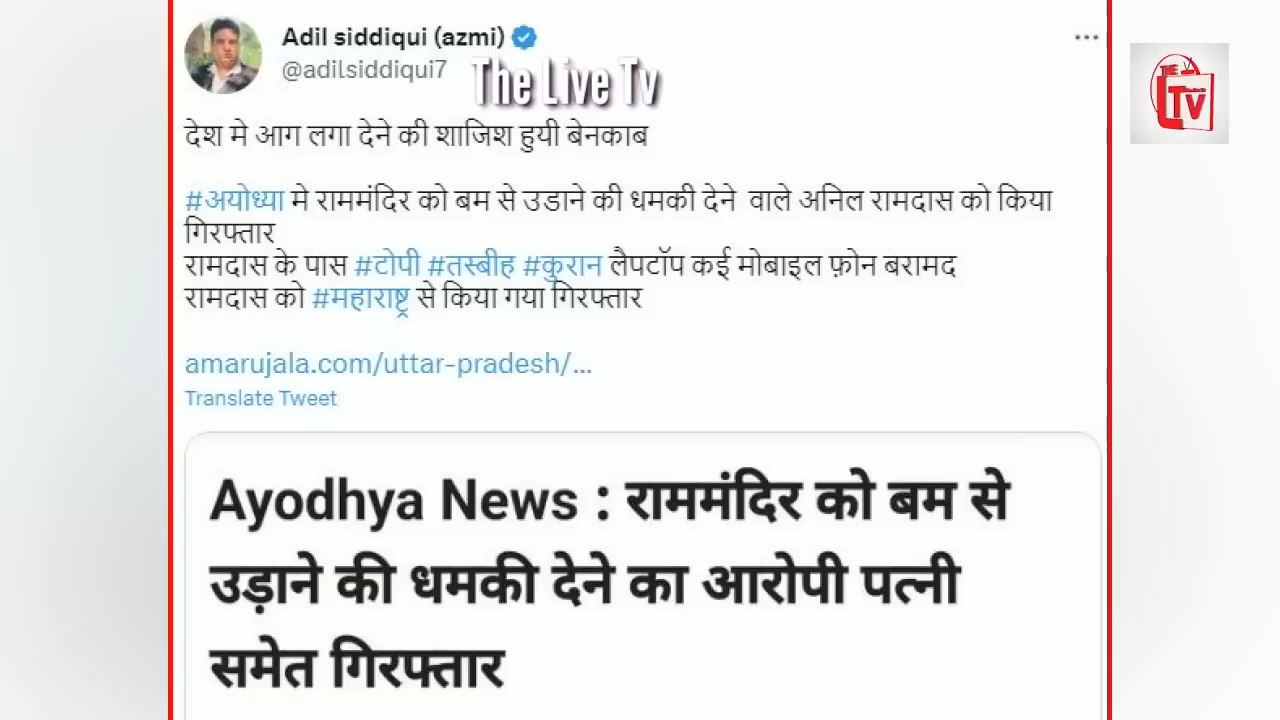 Adil siddiqui (azmi)
@adilsiddiqui7
The Live Tv
THE
TV
देश मे आग लगा देने की शाजिश हुयी बेनकाब
#अयोध्या मे राममंदिर को बम से उडाने की धमकी देने वाले अनिल रामदास को किया
गिरफ्तार
रामदास के पास #टोपी #तस्बीह #कुरान लैपटॉप कई मोबाइल फ़ोन बरामद
रामदास को #महाराष्ट्र से किया गया गिरफ्तार
amarujala.com/uttar-pradesh/...
Translate Tweet
Ayodhya News : राममंदिर को बम से
उड़ाने की धमकी देने का आरोपी पत्नी
समेत गिरफ्तार